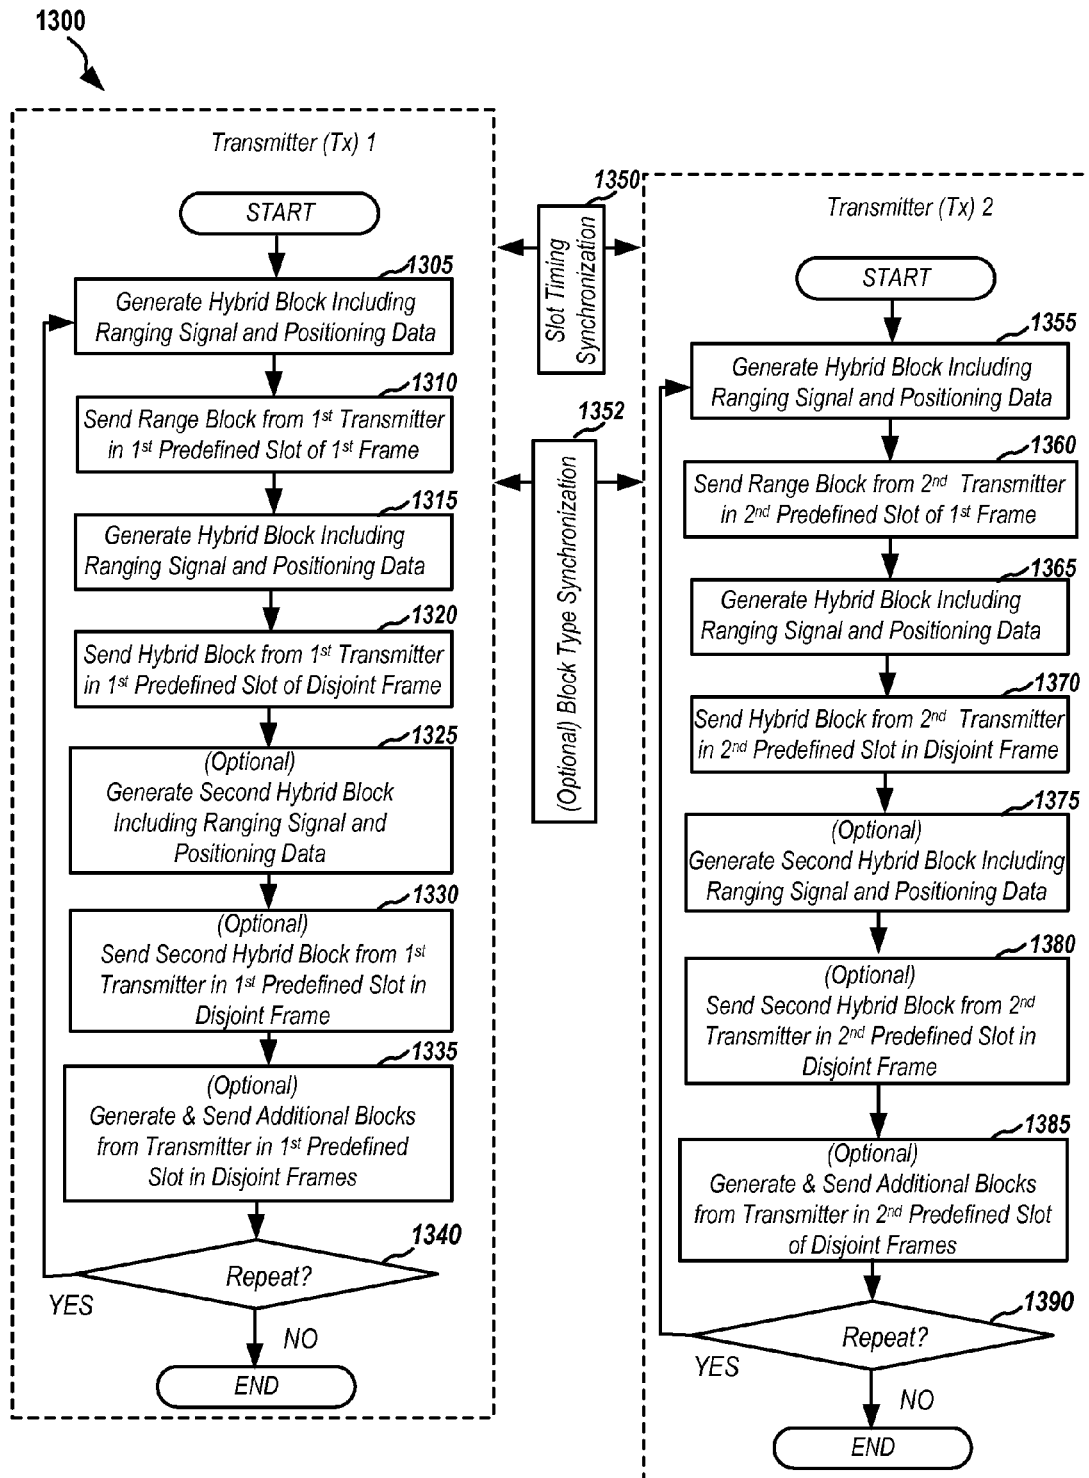 1300
Transmitter (Tx) 1
START
1305
Generate Hybrid Block Including
Ranging Signal and Positioning Data
1310
Send Range Block from 1st Transmitter
in 1st Predefined Slot of 1st Frame
1315
Generate Hybrid Block Including
Ranging Signal and Positioning Data
1320
Send Hybrid Block from 1st Transmitter
in 1st Predefined Slot of Disjoint Frame
1325
(Optional)
Generate Second Hybrid Block
Including Ranging Signal and
Positioning Data
1330
(Optional)
Send Second Hybrid Block from 1st
Transmitter in 1st Predefined Slot in
Disjoint Frame
1335
(Optional)
Generate & Send Additional Blocks
from Transmitter in 1st Predefined
Slot in Disjoint Frames
1340
Repeat?
YES
NO
END
1350
Slot Timing
Synchronization
1352
(Optional) Block Type Synchronization
Transmitter (Tx) 2
START
1355
Generate Hybrid Block Including
Ranging Signal and Positioning Data
1360
Send Range Block from 2nd Transmitter
in 2nd Predefined Slot of 1st Frame
1365
Generate Hybrid Block Including
Ranging Signal and Positioning Data
1370
Send Hybrid Block from 2nd Transmitter
in 2nd Predefined Slot in Disjoint Frame
1375
(Optional)
Generate Second Hybrid Block Including
Ranging Signal and Positioning Data
1380
(Optional)
Send Second Hybrid Block from 2nd
Transmitter in 2nd Predefined Slot in
Disjoint Frame
1385
(Optional)
Generate & Send Additional Blocks
from Transmitter in 2nd Predefined Slot
of Disjoint Frames
1390
Repeat?
YES
NO
END